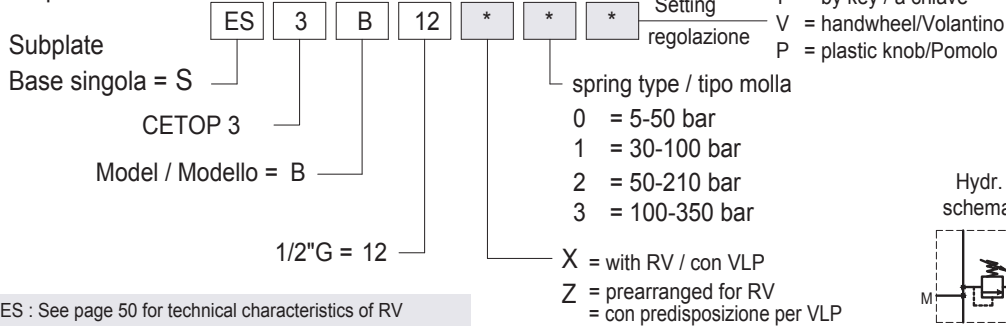 ES 3 B 12 * * *
Setting
regolazione
= by key / a chiave
V = handwheel/Volantino
P = plastic knob/Pomolo
Subplate
Base singola = S
CETOP 3
Model / Modello = B
1/2"G = 12
spring type / tipo molla
0 = 5-50 bar
1 = 30-100 bar
2 = 50-210 bar
3 = 100-350 bar
X = with RV / con VLP
Z = prearranged for RV
= con predisposizione per VLP
Hydr.
schema
M
ES : See page 50 for technical characteristics of RV